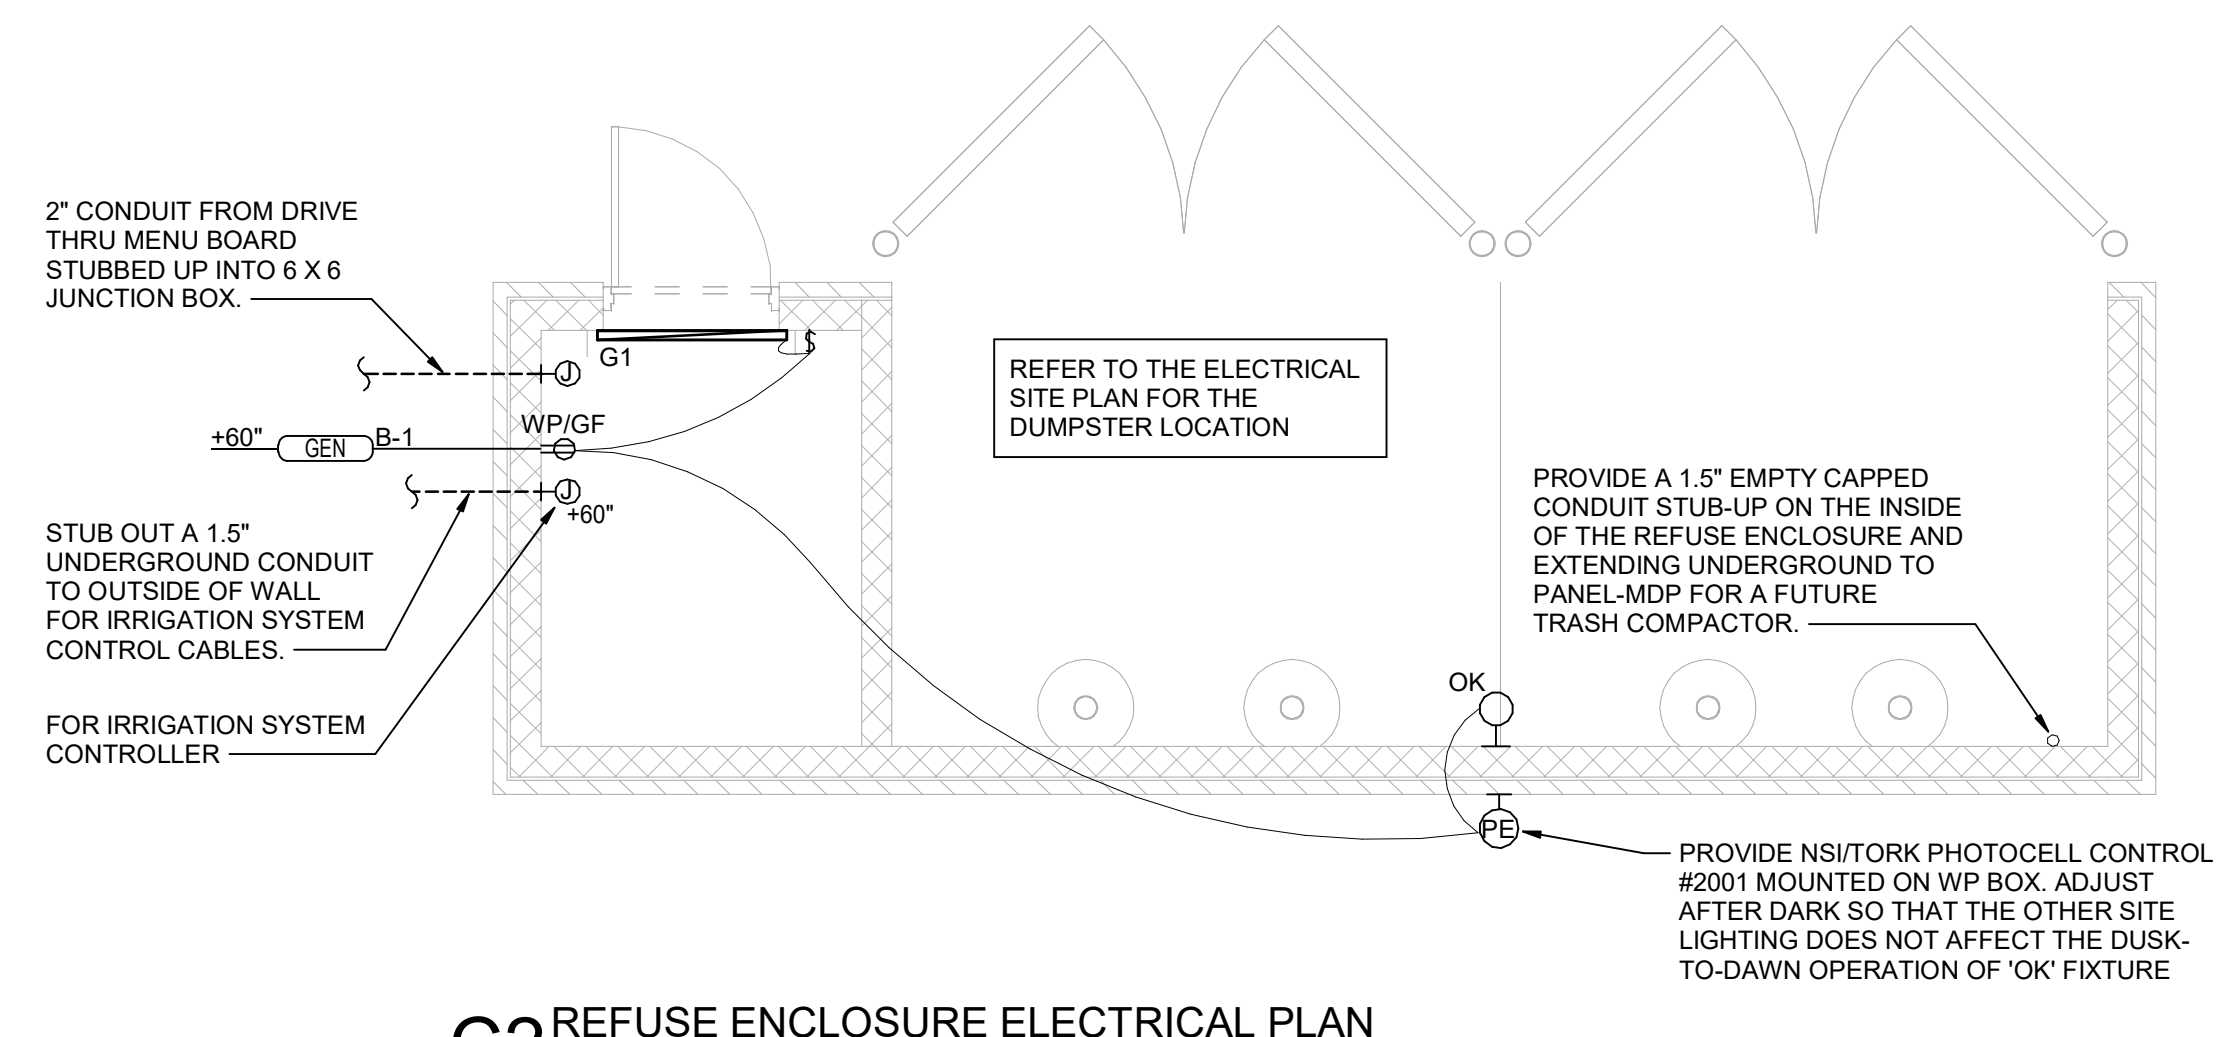 2" CONDUIT FROM DRIVE
THRU MENU BOARD
STUBBED UP INTO 6 X 6
JUNCTION BOX.
G1
$
J
WP/GF
+60"
GEN
B-1
J
+60"
STUB OUT A 1.5"
UNDERGROUND CONDUIT
TO OUTSIDE OF WALL
FOR IRRIGATION SYSTEM
CONTROL CABLES.
FOR IRRIGATION SYSTEM
CONTROLLER
REFER TO THE ELECTRICAL
SITE PLAN FOR THE
DUMPSTER LOCATION
PROVIDE A 1.5" EMPTY CAPPED
CONDUIT STUB-UP ON THE INSIDE
OF THE REFUSE ENCLOSURE AND
EXTENDING UNDERGROUND TO
PANEL-MDP FOR A FUTURE
TRASH COMPACTOR.
OK
PE
PROVIDE NSI/TORK PHOTOCELL CONTROL
#2001 MOUNTED ON WP BOX. ADJUST
AFTER DARK SO THAT THE OTHER SITE
LIGHTING DOES NOT AFFECT THE DUSK-
TO-DAWN OPERATION OF 'OK' FIXTURE
REFUSE ENCLOSURE ELECTRICAL PLAN